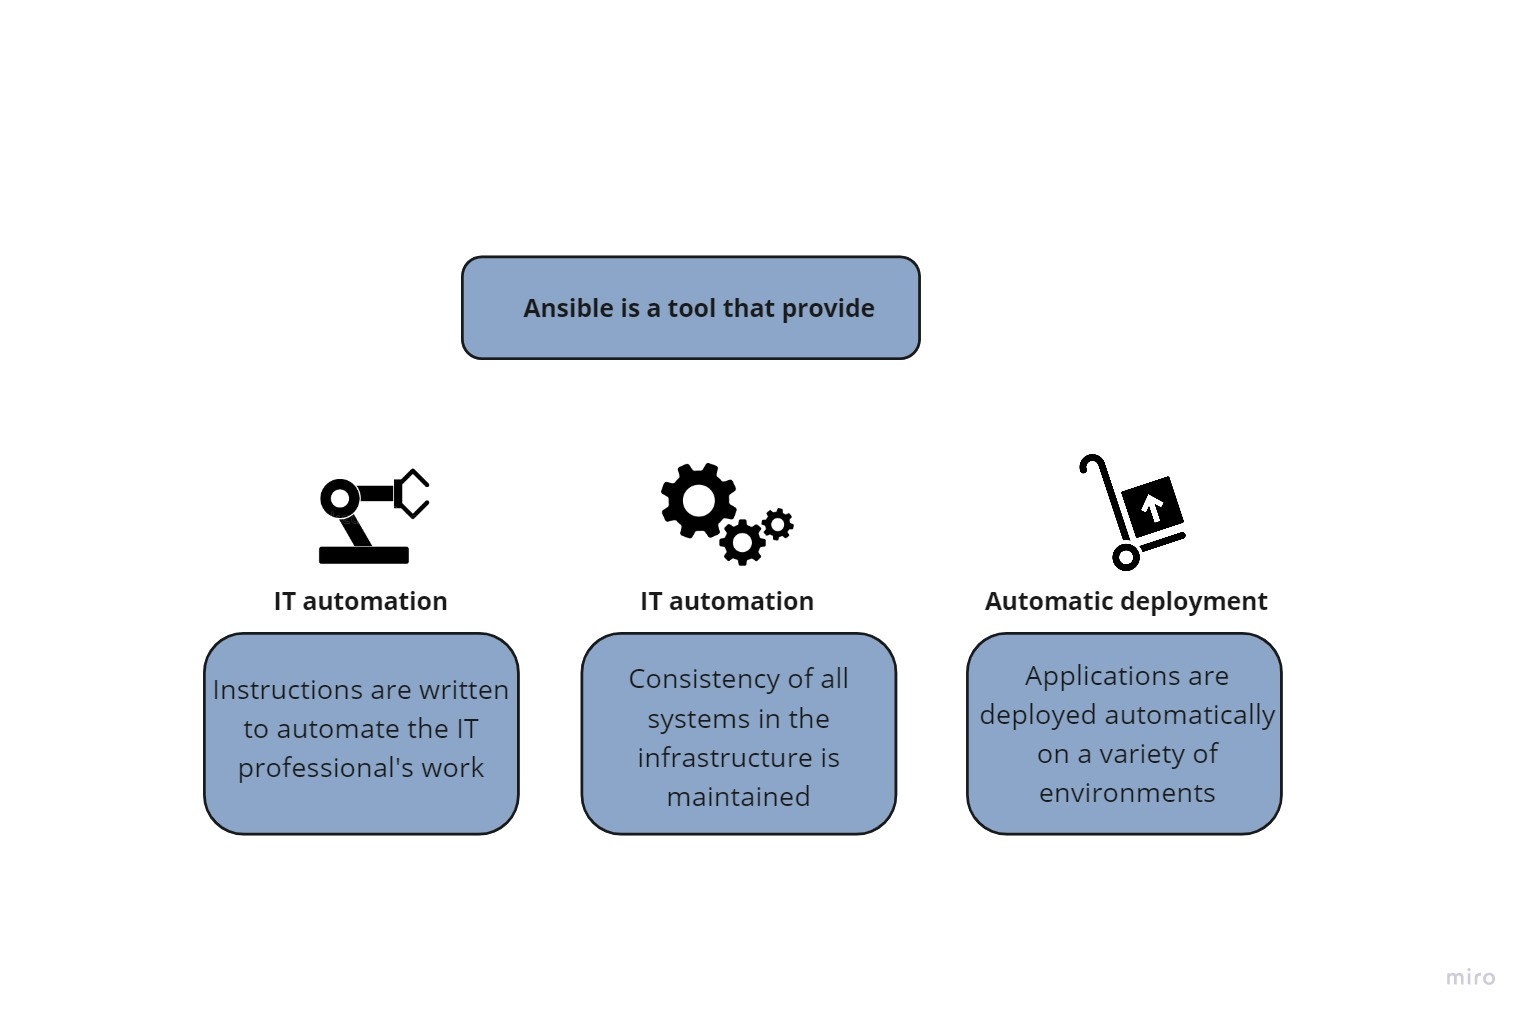 Ansible is a tool that provide
IT automation
Instructions are written
to automate the IT
professional's work
IT automation
Consistency of all
systems in the
infrastructure is
maintained
Automatic deployment
Applications are
deployed automatically
on a variety of
environments
miro